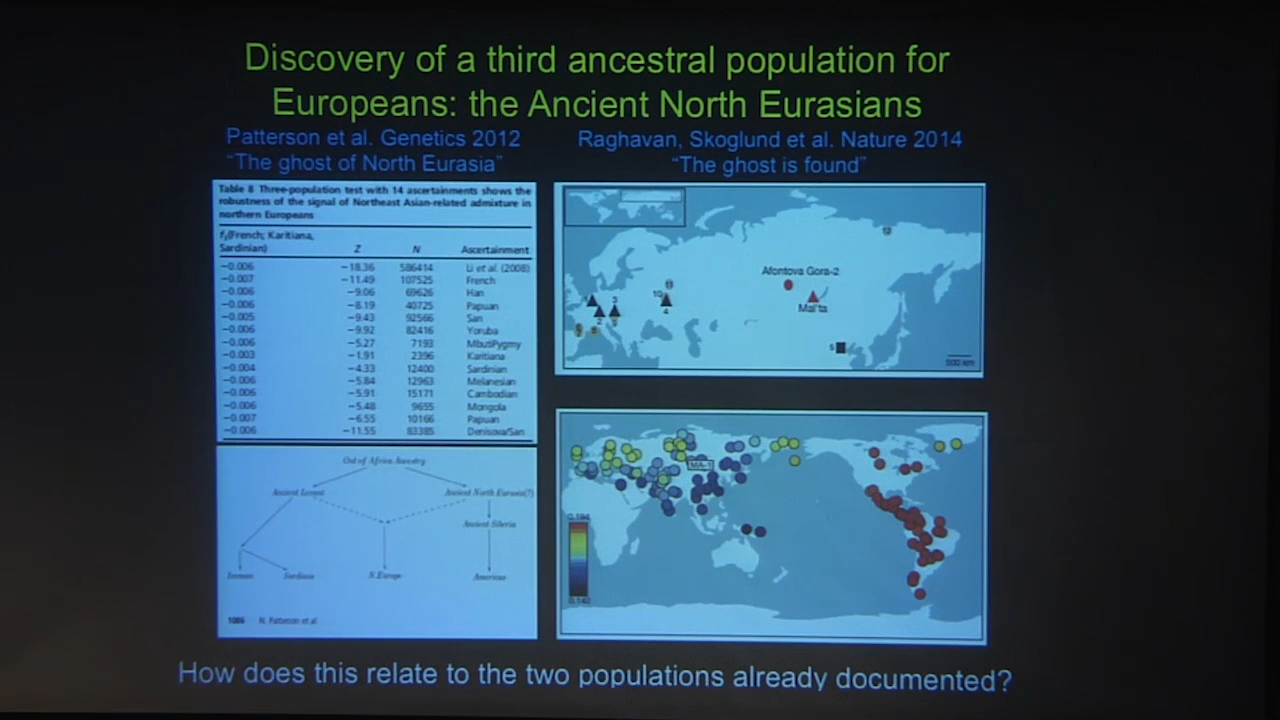 Discovery of a third ancestral population for
Europeans: the Ancient North Eurasians
Patterson et al. Genetics 2012
“The ghost of North Eurasia”
Raghavan, Skoglund et al. Nature 2014
“The ghost is found”
Table 8 Three-population test with 14 ascertainments shows the
robustness of the signal of Northeast Asian-related admixture in
northern Europeans
f₃(French; Karitiana,
Sardinian) Z N Ascertainment
−0.006 −18.36 586414 Li et al. (2008)
−0.007 −11.49 107525 French
−0.006 −9.06 69626 Han
−0.006 −8.19 40725 Papuan
−0.005 −9.43 92566 San
−0.006 −9.92 82416 Yoruba
−0.006 −5.27 7193 MbutiPygmy
−0.003 −1.91 2396 Karitiana
−0.004 −4.33 12400 Sardinian
−0.006 −5.84 12963 Melanesian
−0.006 −5.91 15171 Cambodian
−0.006 −5.48 9655 Mongola
−0.007 −6.55 10166 Papuan
−0.006 −11.55 83385 Denisova/San
Out of Africa Ancestry
Ancient Levant
Ancient North Eurasia(?)
Ancient Siberia
Sardinia
N.Europe
Americas
1086 N. Patterson et al.
Afontova Gora-2
Mal'ta
10
3
4
2
5
500 km
MA-1
How does this relate to the two populations already documented?